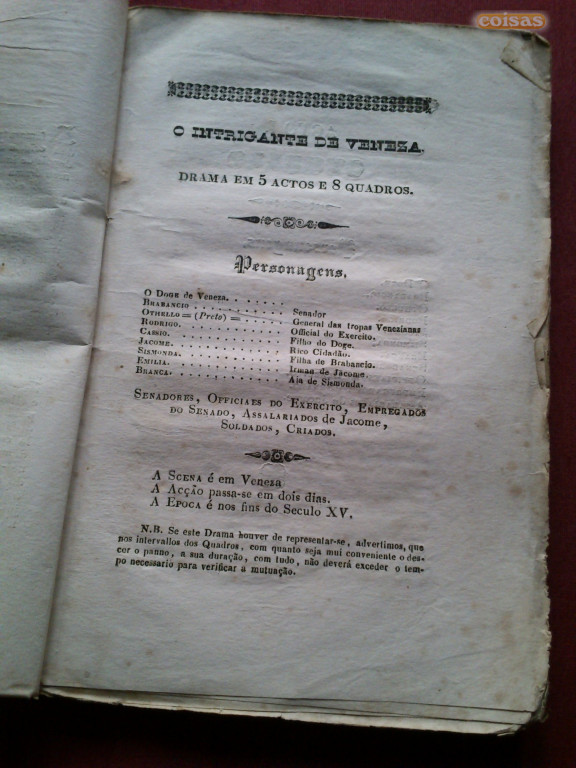 coisas
O INTRIGANTE DE VENEZA,
DRAMA EM 5 ACTOS E 8 QUADROS.
Personagens.
O Doge de Veneza. . . . . . .
Brabancio . . . . . . . . . . Senador
Othello=(Preto)= . . . . . . General das tropas Venezianas
Rodrigo. . . . . . . . . . . Official do Exercito.
Cassio. . . . . . . . . . . . Filho do Doge.
Jacome. . . . . . . . . . . . Rico Cidadão.
Sismonda. . . . . . . . . . . Filha de Brabancio.
Emilia. . . . . . . . . . . . Irman de Jacome.
Branca. . . . . . . . . . . . Aia de Sismonda.
Senadores, Officiaes do Exercito, Empregados
do Senado, Assalariados de Jacome,
Soldados, Criados.
A Scena é em Veneza
A Acção passa-se em dois dias.
A Epoca é nos fins do Seculo XV.
N.B. Se este Drama houver de representar-se, advertimos, que
nos intervallos dos Quadros, com quanto seja mui conveniente o des-
cer o panno, a sua duração, com tudo, não deverá exceder o tem-
po necessario para verificar a mutuação.